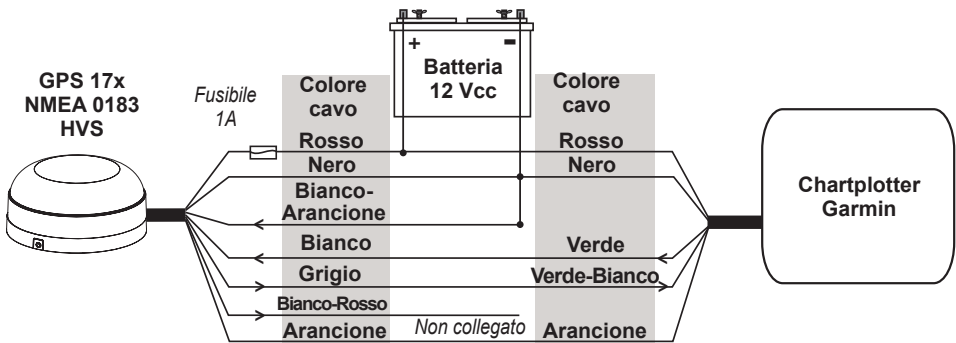 GPS 17x
NMEA 0183
HVS
Fusibile
1A
Colore
cavo
+
-
Batteria
12 Vcc
Colore
cavo
Rosso
Rosso
Nero
Nero
Bianco-
Arancione
Bianco
Verde
Grigio
Verde-Bianco
Bianco-Rosso
Non collegato
Arancione
Arancione
Chartplotter
Garmin